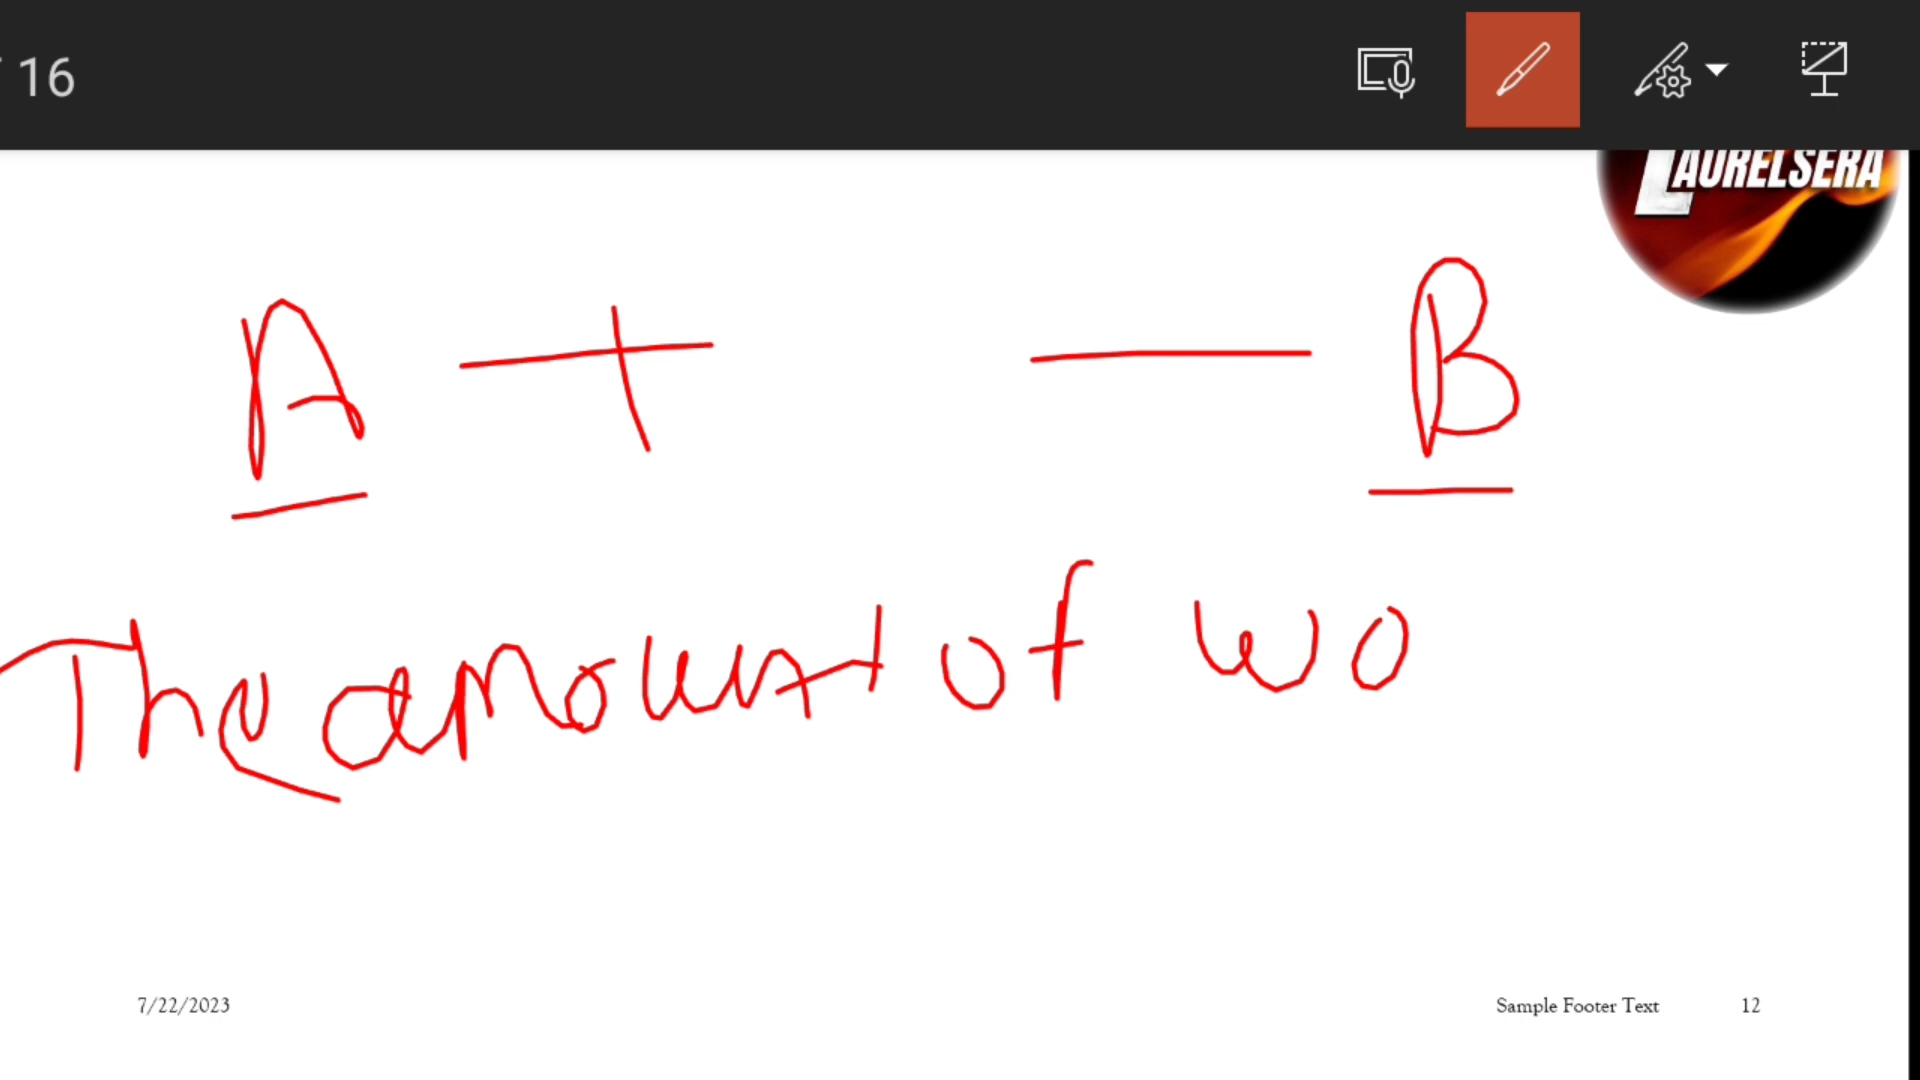 16
LAURELSERA
A + — B
The amount of wo
7/22/2023 Sample Footer Text 12